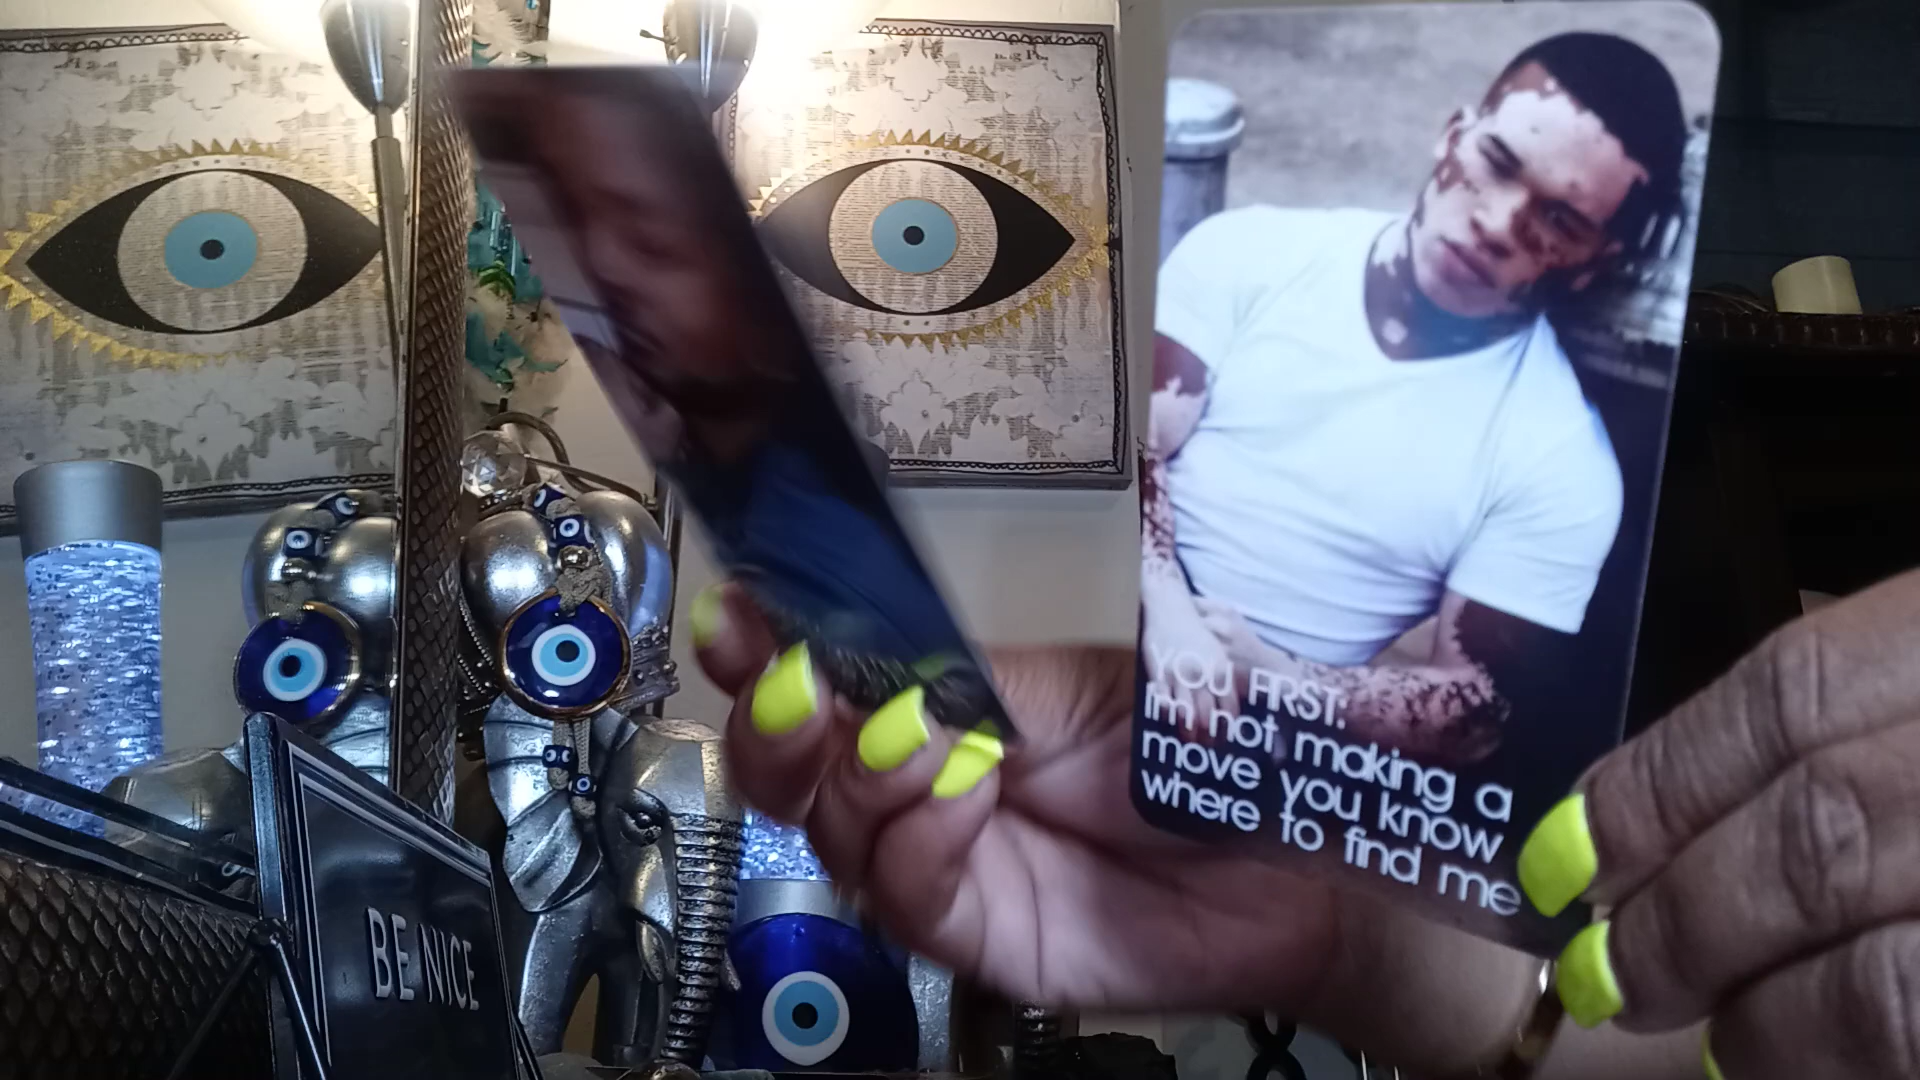 BE NICE
YOU FIRST:
I'm not making a
move you know
where to find me